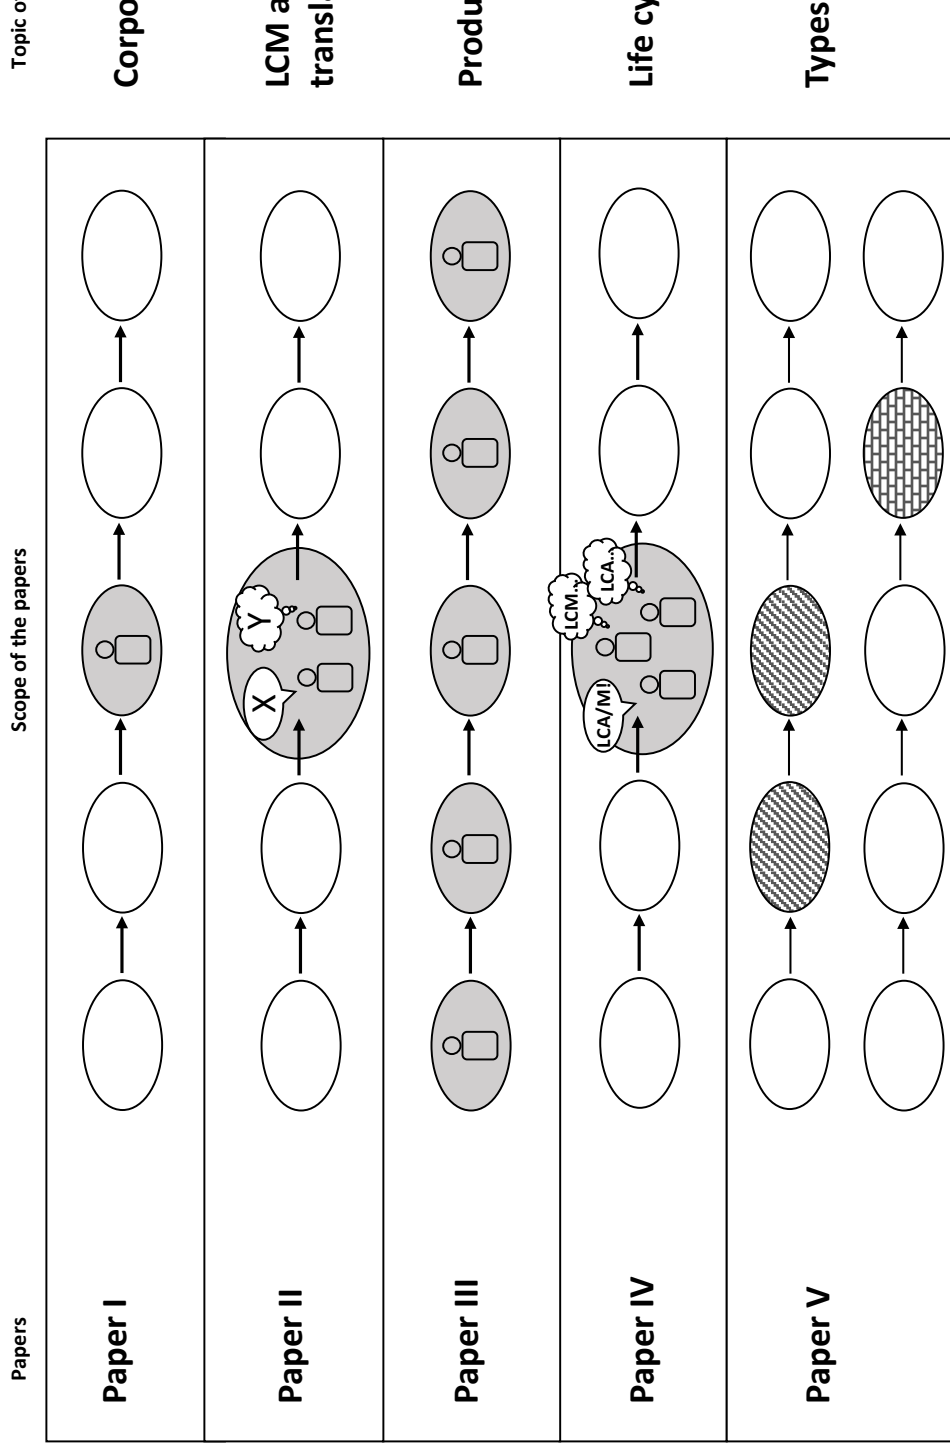 Papers
Scope of the papers
Topic o
Paper I
Corpo
Paper II
X
Y
LCM a
transl
Paper III
Produ
Paper IV
LCA/M!
LCM..
LCA..
Life cy
Paper V
Types